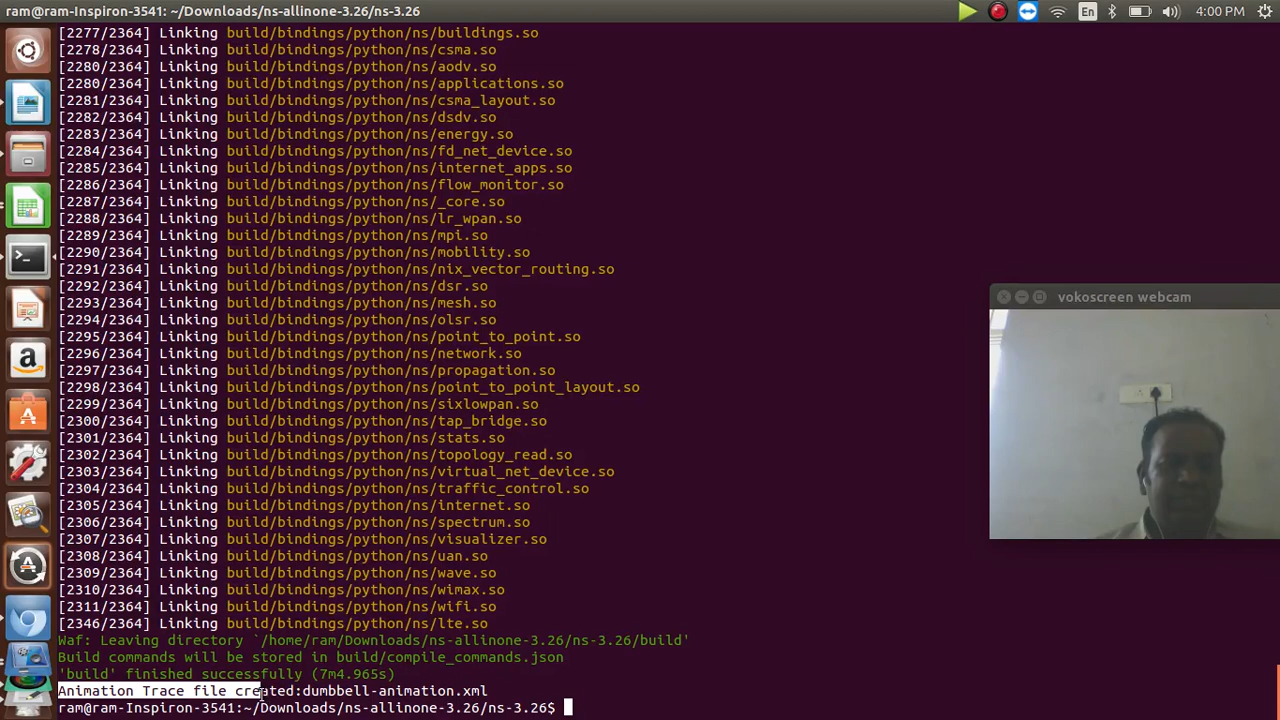 ram@ram-Inspiron-3541: ~/Downloads/ns-allinone-3.26/ns-3.26
En
4:00 PM
[2277/2364] Linking build/bindings/python/ns/buildings.so
[2278/2364] Linking build/bindings/python/ns/csma.so
[2280/2364] Linking build/bindings/python/ns/aodv.so
[2280/2364] Linking build/bindings/python/ns/applications.so
[2281/2364] Linking build/bindings/python/ns/csma_layout.so
[2282/2364] Linking build/bindings/python/ns/dsdv.so
[2283/2364] Linking build/bindings/python/ns/energy.so
[2284/2364] Linking build/bindings/python/ns/fd_net_device.so
[2285/2364] Linking build/bindings/python/ns/internet_apps.so
[2286/2364] Linking build/bindings/python/ns/flow_monitor.so
[2287/2364] Linking build/bindings/python/ns/_core.so
[2288/2364] Linking build/bindings/python/ns/lr_wpan.so
[2289/2364] Linking build/bindings/python/ns/mpi.so
[2290/2364] Linking build/bindings/python/ns/mobility.so
[2291/2364] Linking build/bindings/python/ns/nix_vector_routing.so
[2292/2364] Linking build/bindings/python/ns/dsr.so
[2293/2364] Linking build/bindings/python/ns/mesh.so
[2294/2364] Linking build/bindings/python/ns/olsr.so
[2295/2364] Linking build/bindings/python/ns/point_to_point.so
[2296/2364] Linking build/bindings/python/ns/network.so
[2297/2364] Linking build/bindings/python/ns/propagation.so
[2298/2364] Linking build/bindings/python/ns/point_to_point_layout.so
[2299/2364] Linking build/bindings/python/ns/sixlowpan.so
[2300/2364] Linking build/bindings/python/ns/tap_bridge.so
[2301/2364] Linking build/bindings/python/ns/stats.so
[2302/2364] Linking build/bindings/python/ns/topology_read.so
[2303/2364] Linking build/bindings/python/ns/virtual_net_device.so
[2304/2364] Linking build/bindings/python/ns/traffic_control.so
[2305/2364] Linking build/bindings/python/ns/internet.so
[2306/2364] Linking build/bindings/python/ns/spectrum.so
[2307/2364] Linking build/bindings/python/ns/visualizer.so
[2308/2364] Linking build/bindings/python/ns/uan.so
[2309/2364] Linking build/bindings/python/ns/wave.so
[2310/2364] Linking build/bindings/python/ns/wimax.so
[2311/2364] Linking build/bindings/python/ns/wifi.so
[2346/2364] Linking build/bindings/python/ns/lte.so
Waf: Leaving directory `/home/ram/Downloads/ns-allinone-3.26/ns-3.26/build'
Build commands will be stored in build/compile_commands.json
'build' finished successfully (7m4.965s)
Animation Trace file created:dumbbell-animation.xml
ram@ram-Inspiron-3541:~/Downloads/ns-allinone-3.26/ns-3.26$
vokoscreen webcam